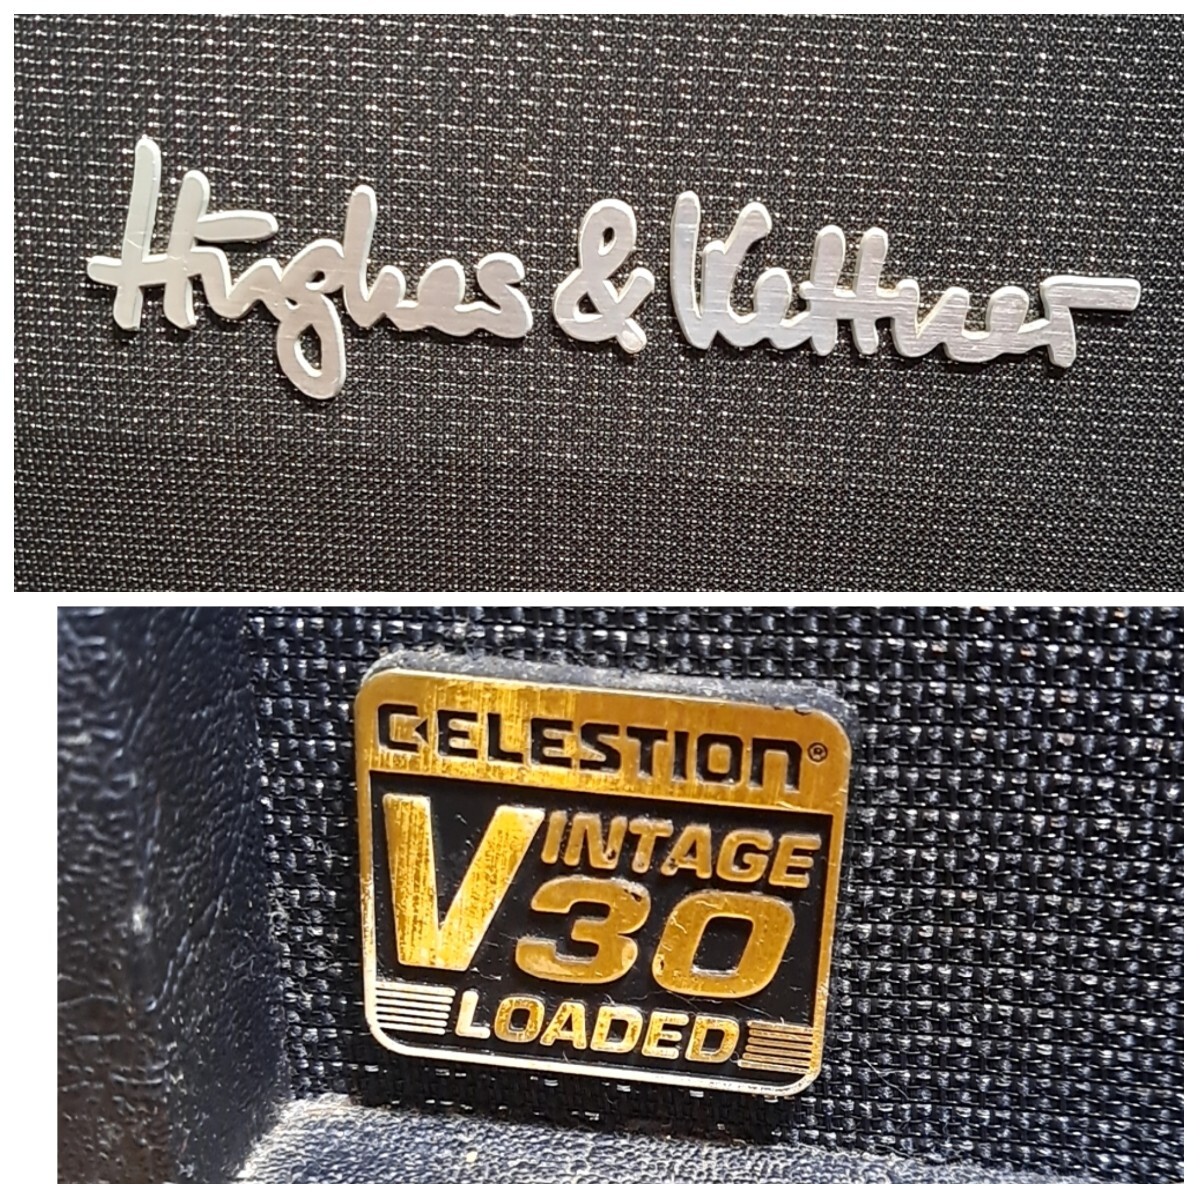 Hughes & Kettner
CELESTION®
VINTAGE
30
LOADED